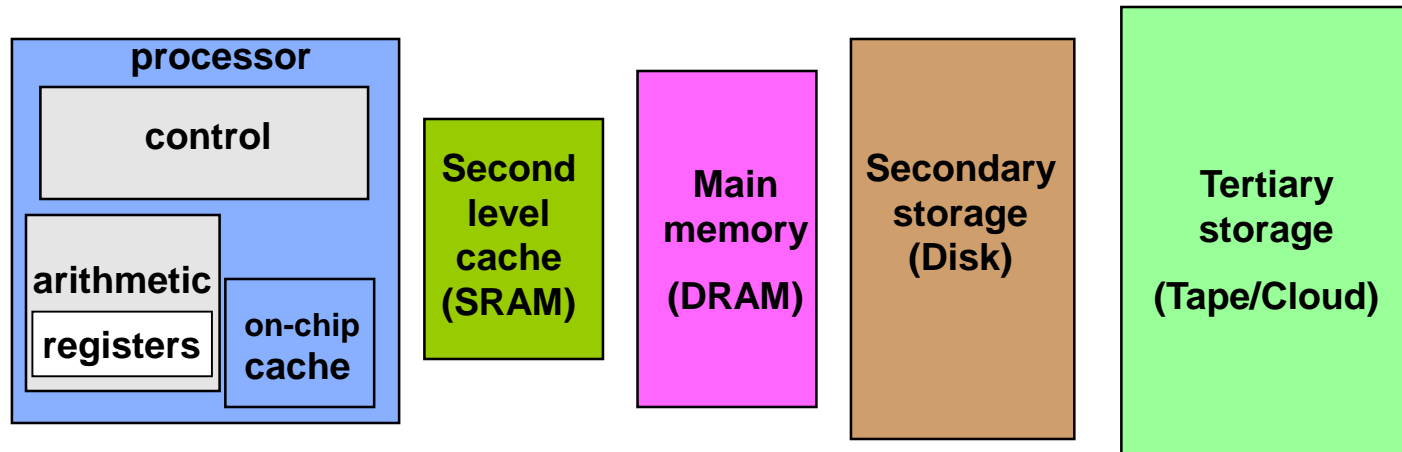 processor
control
arithmetic
registers
on-chip
cache
Second
level
cache
(SRAM)
Main
memory
(DRAM)
Secondary
storage
(Disk)
Tertiary
storage
(Tape/Cloud)